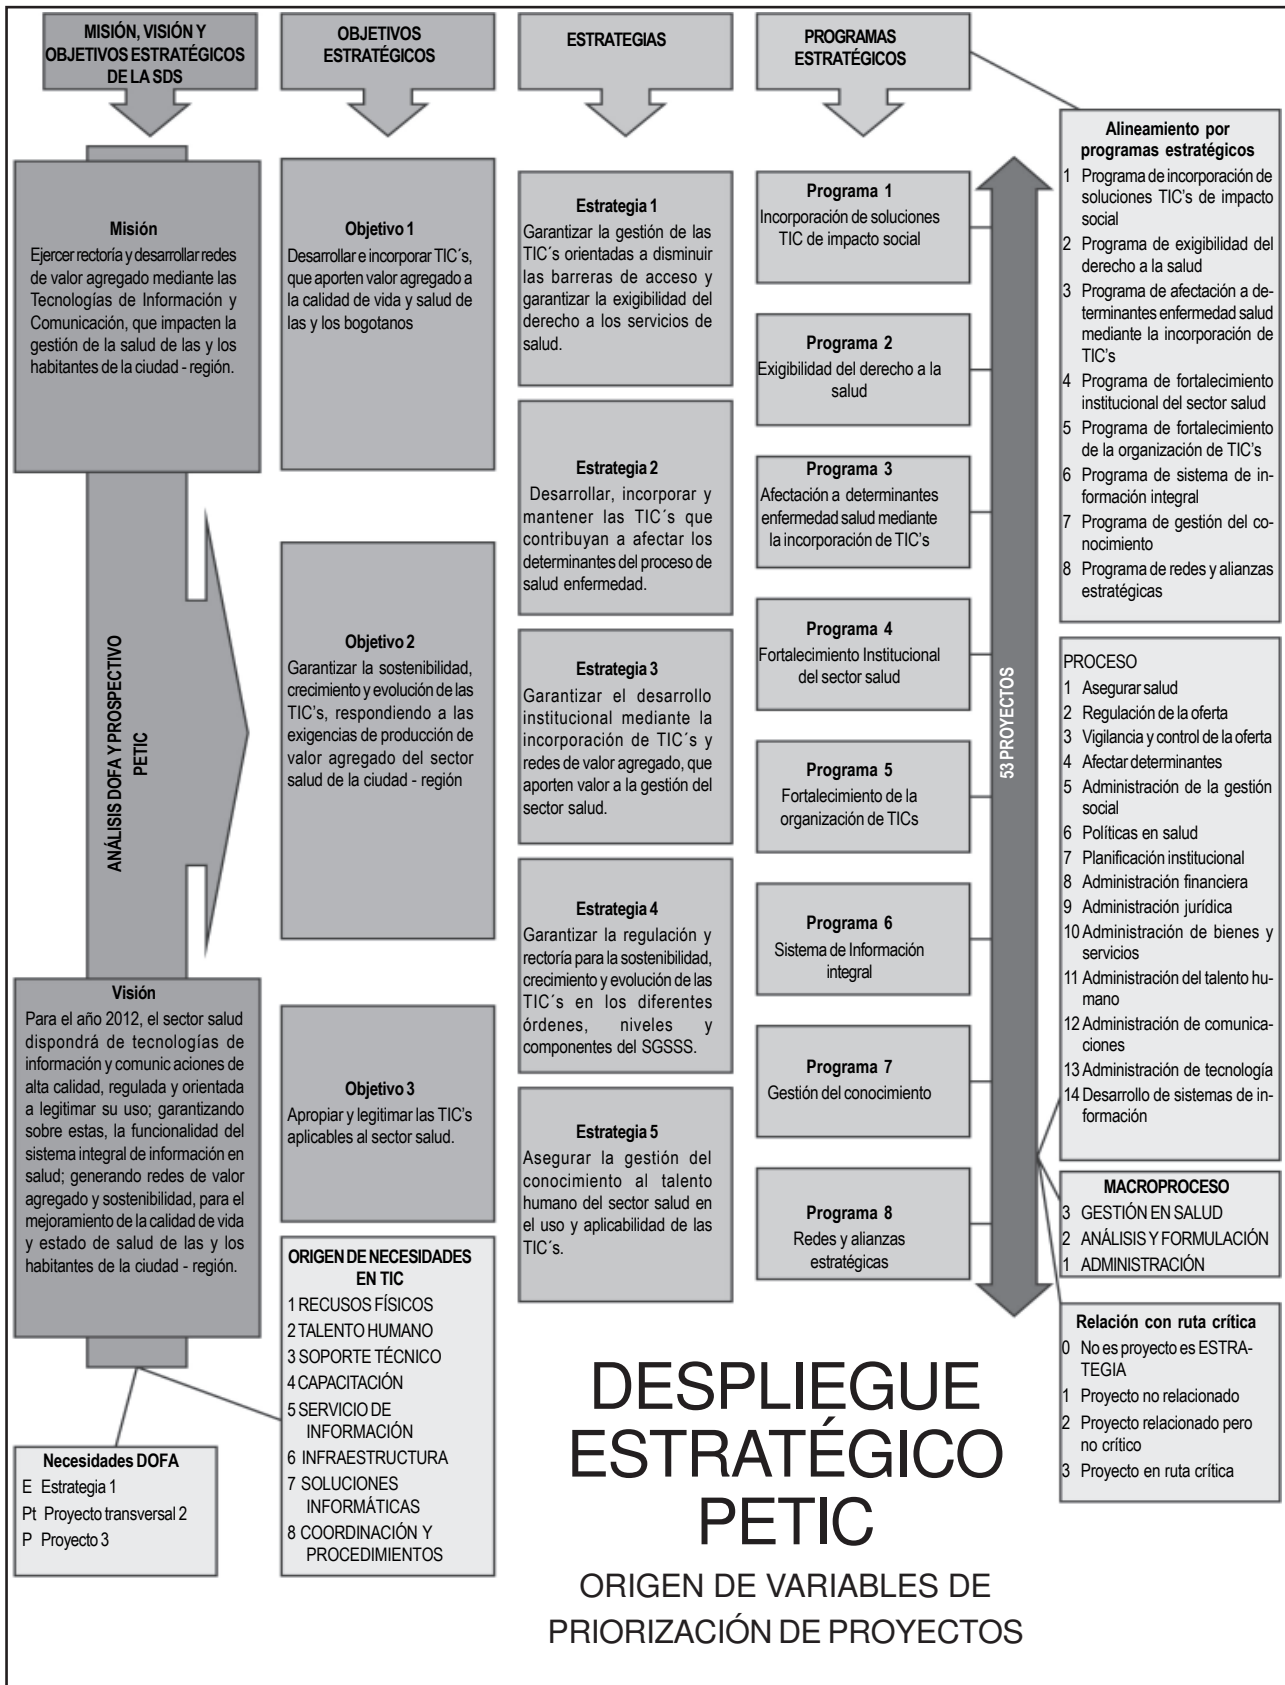 MISIÓN, VISIÓN Y
OBJETIVOS ESTRATÉGICOS
DE LA SDS
OBJETIVOS
ESTRATÉGICOS
ESTRATEGIAS
PROGRAMAS
ESTRATÉGICOS
Misión
Ejercer rectoría y desarrollar redes
de valor agregado mediante las
Tecnologías de Información y
Comunicación, que impacten la
gestión de la salud de las y los
habitantes de la ciudad - región.
ANÁLISIS DOFA Y PROSPECTIVO
PETIC
Visión
Para el año 2012, el sector salud
dispondrá de tecnologías de
información y comunic aciones de
alta calidad, regulada y orientada
a legitimar su uso; garantizando
sobre estas, la funcionalidad del
sistema integral de información en
salud; generando redes de valor
agregado y sostenibilidad, para el
mejoramiento de la calidad de vida
y estado de salud de las y los
habitantes de la ciudad - región.
Necesidades DOFA
E Estrategia 1
Pt Proyecto transversal 2
P Proyecto 3
Objetivo 1
Desarrollar e incorporar TIC´s,
que aporten valor agregado a
la calidad de vida y salud de
las y los bogotanos
Objetivo 2
Garantizar la sostenibilidad,
crecimiento y evolución de las
TIC's, respondiendo a las
exigencias de producción de
valor agregado del sector
salud de la ciudad - región
Objetivo 3
Apropiar y legitimar las TIC's
aplicables al sector salud.
ORIGEN DE NECESIDADES
EN TIC
1 RECUSOS FÍSICOS
2 TALENTO HUMANO
3 SOPORTE TÉCNICO
4 CAPACITACIÓN
5 SERVICIO DE
INFORMACIÓN
6 INFRAESTRUCTURA
7 SOLUCIONES
INFORMÁTICAS
8 COORDINACIÓN Y
PROCEDIMIENTOS
Estrategia 1
Garantizar la gestión de las
TIC´s orientadas a disminuir
las barreras de acceso y
garantizar la exigibilidad del
derecho a los servicios de
salud.
Estrategia 2
Desarrollar, incorporar y
mantener las TIC´s que
contribuyan a afectar los
determinantes del proceso de
salud enfermedad.
Estrategia 3
Garantizar el desarrollo
institucional mediante la
incorporación de TIC´s y
redes de valor agregado, que
aporten valor a la gestión del
sector salud.
Estrategia 4
Garantizar la regulación y
rectoría para la sostenibilidad,
crecimiento y evolución de las
TIC´s en los diferentes
órdenes, niveles y
componentes del SGSSS.
Estrategia 5
Asegurar la gestión del
conocimiento al talento
humano del sector salud en
el uso y aplicabilidad de las
TIC´s.
Programa 1
Incorporación de soluciones
TIC de impacto social
Programa 2
Exigibilidad del derecho a la
salud
Programa 3
Afectación a determinantes
enfermedad salud mediante
la incorporación de TIC's
Programa 4
Fortalecimiento Institucional
del sector salud
Programa 5
Fortalecimiento de la
organización de TICs
Programa 6
Sistema de Información
integral
Programa 7
Gestión del conocimiento
Programa 8
Redes y alianzas
estratégicas
53 PROYECTOS
Alineamiento por
programas estratégicos
1 Programa de incorporación de
soluciones TIC's de impacto
social
2 Programa de exigibilidad del
derecho a la salud
3 Programa de afectación a de-
terminantes enfermedad salud
mediante la incorporación de
TIC's
4 Programa de fortalecimiento
institucional del sector salud
5 Programa de fortalecimiento
de la organización de TIC's
6 Programa de sistema de in-
formación integral
7 Programa de gestión del co-
nocimiento
8 Programa de redes y alianzas
estratégicas
PROCESO
1 Asegurar salud
2 Regulación de la oferta
3 Vigilancia y control de la oferta
4 Afectar determinantes
5 Administración de la gestión
social
6 Políticas en salud
7 Planificación institucional
8 Administración financiera
9 Administración jurídica
10 Administración de bienes y
servicios
11 Administración del talento hu-
mano
12 Administración de comunica-
ciones
13 Administración de tecnología
14 Desarrollo de sistemas de in-
formación
MACROPROCESO
3 GESTIÓN EN SALUD
2 ANÁLISIS Y FORMULACIÓN
1 ADMINISTRACIÓN
Relación con ruta crítica
0 No es proyecto es ESTRA-
TEGIA
1 Proyecto no relacionado
2 Proyecto relacionado pero
no crítico
3 Proyecto en ruta crítica
DESPLIEGUE
ESTRATÉGICO
PETIC
ORIGEN DE VARIABLES DE
PRIORIZACIÓN DE PROYECTOS